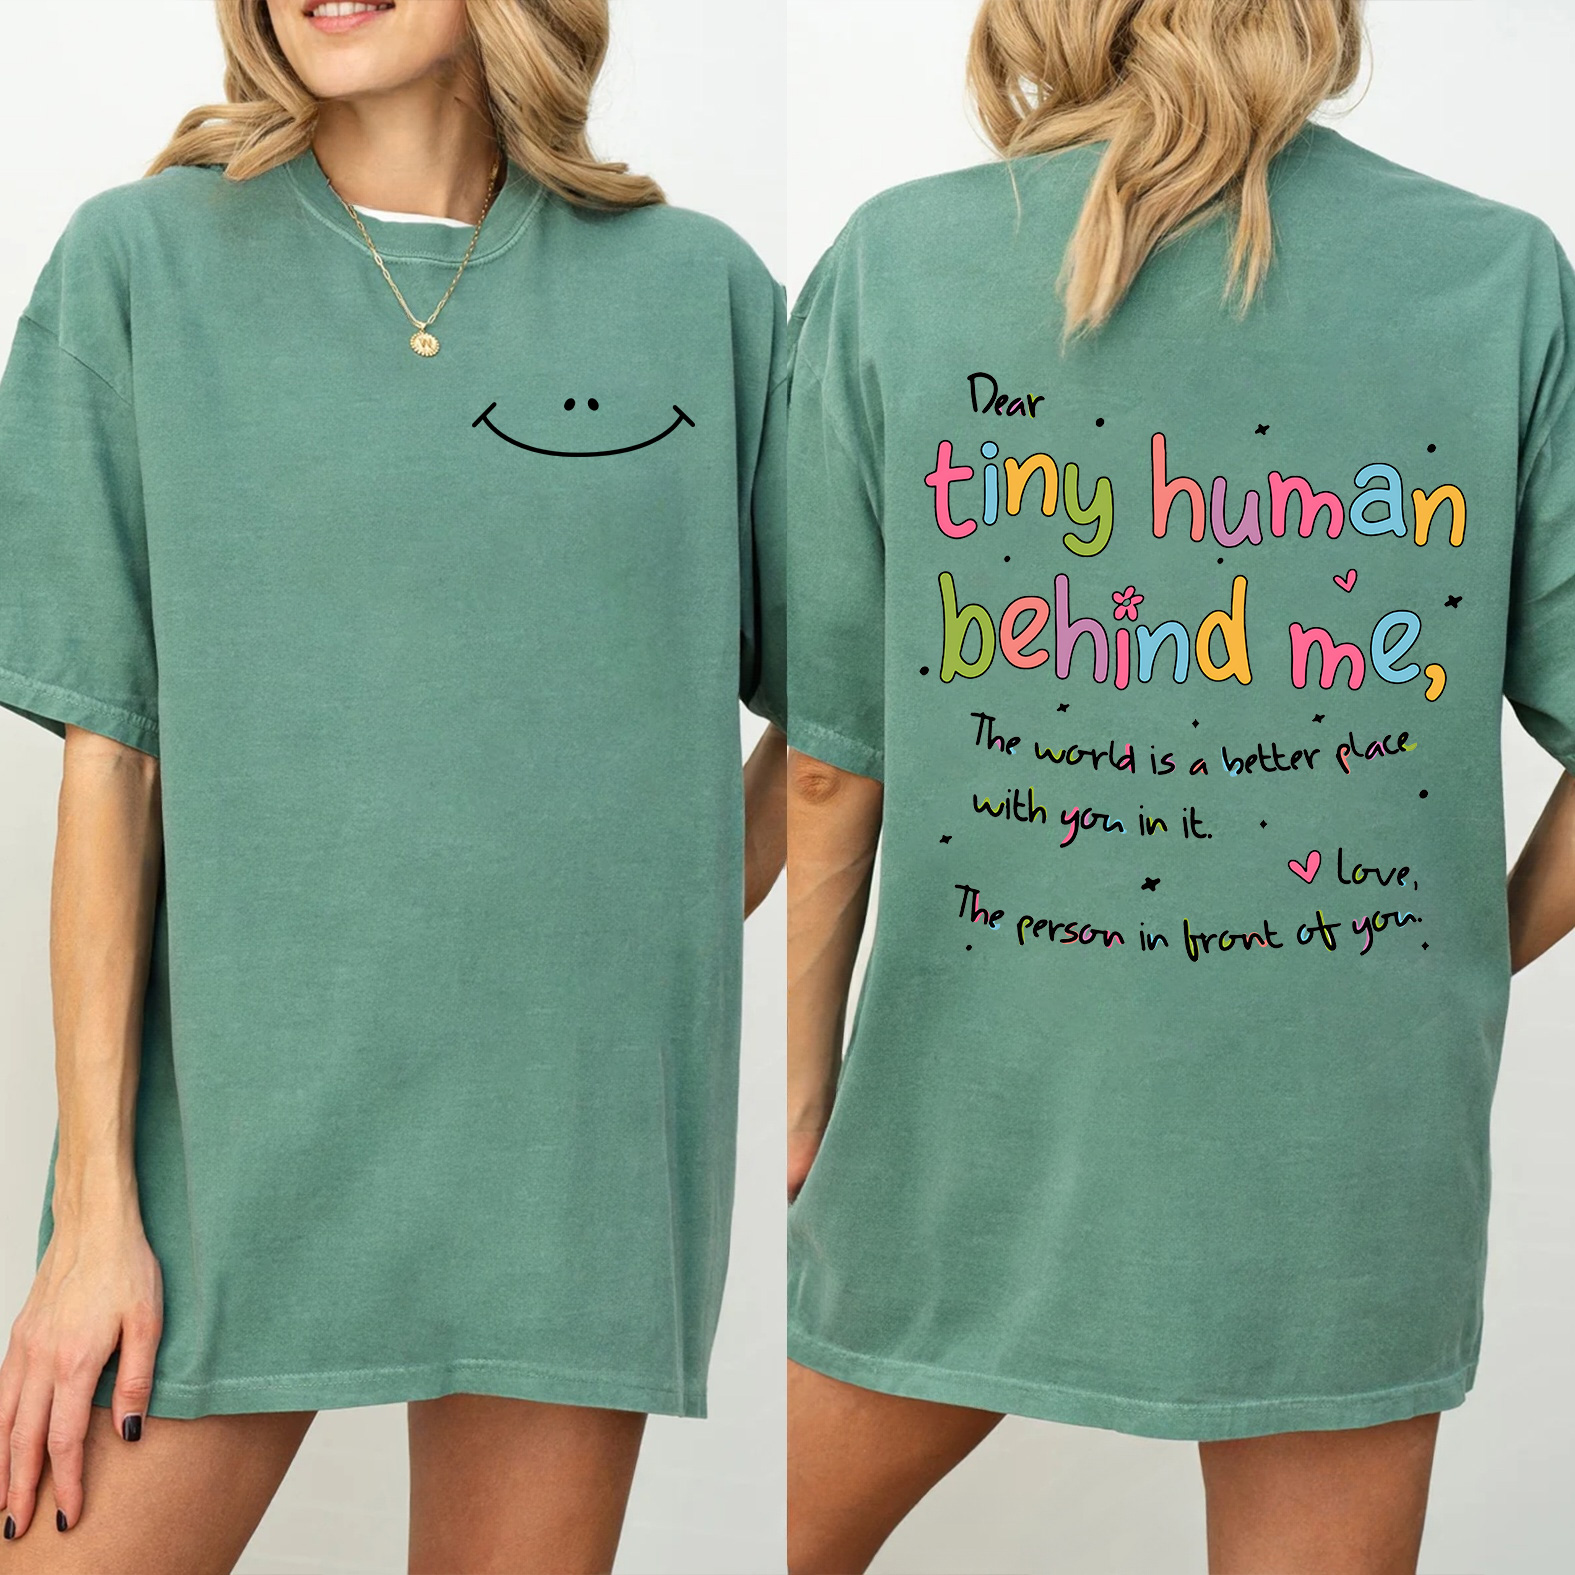 Dear
tiny human
behind me,
The world is a better place
with you in it.
love,
The person in front of you.